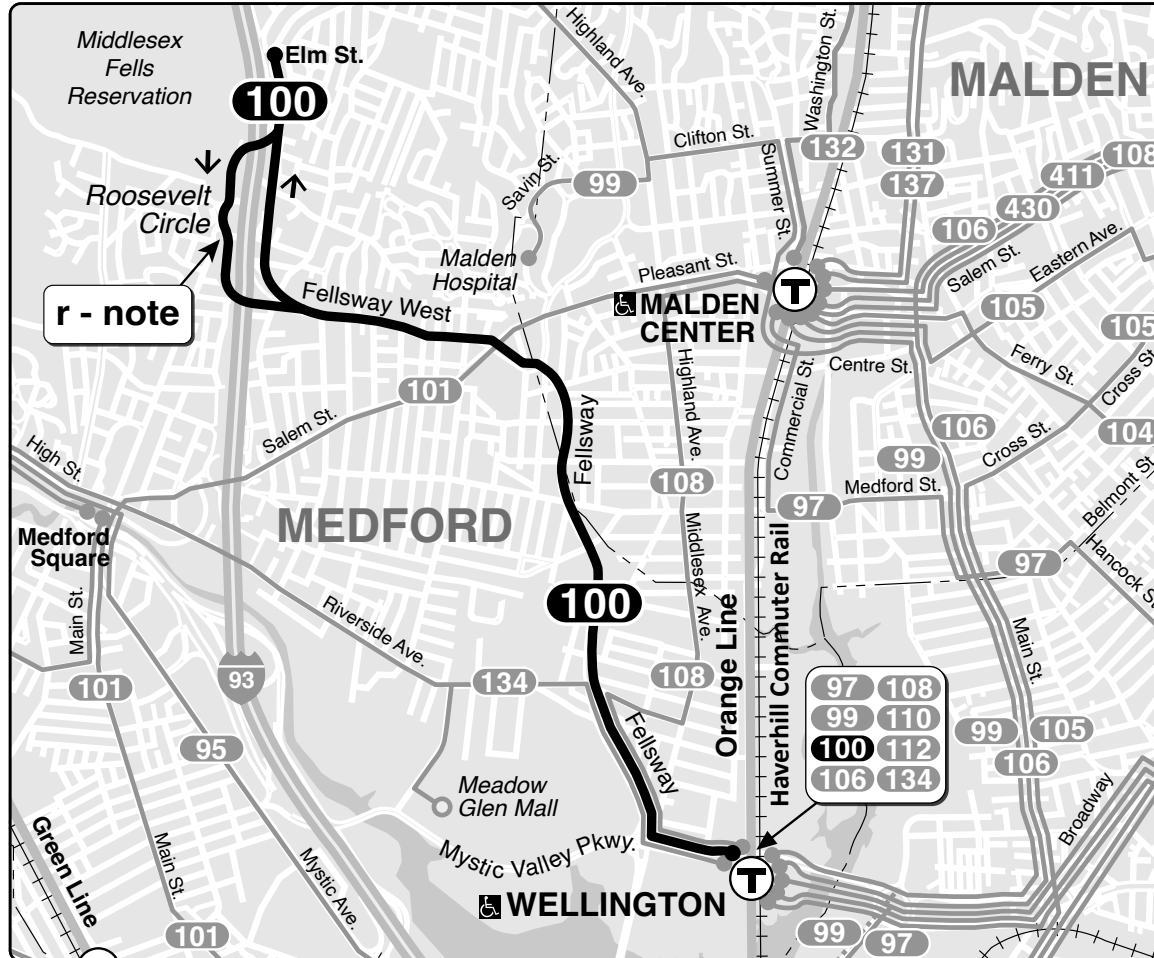 Middlesex
Fells
Reservation
Elm St.
100
Highland Ave.
Washington St.
MALDEN
Clifton St.
132
131
137
108
411
430
106
Summer St.
Savin St.
99
Roosevelt
Circle
Malden
Hospital
Pleasant St.
Salem St.
Eastern Ave.
r - note
Fellsway West
T
MALDEN
CENTER
105
105
Centre St.
Ferry St.
Cross St.
101
Salem St.
Highland Ave.
Commercial St.
Fellsway
106
Cross St.
104
High St.
99
108
97
Medford St.
Belmont St.
MEDFORD
Medford
Square
Middlesex Ave.
Hancock St.
97
100
Riverside Ave.
Main St.
Orange Line
Haverhill Commuter Rail
Main St.
101
93
134
108
97 108
99 110
100 112
106 134
Fellsway
99
105
106
95
Meadow
Glen Mall
Broadway
Green Line
Main St.
Mystic Ave.
Mystic Valley Pkwy.
T
WELLINGTON
101
99
97